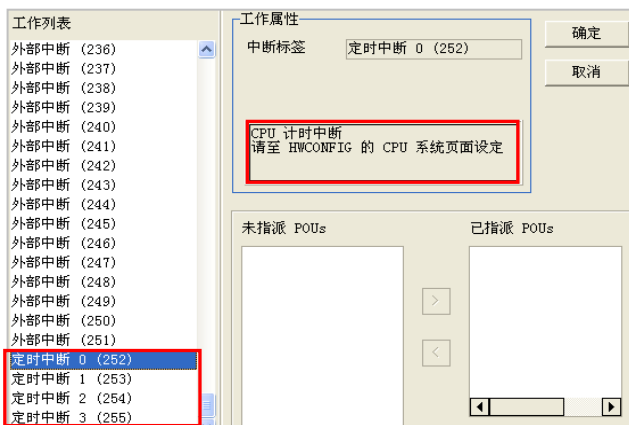 工作列表
外部中断 (236)
外部中断 (237)
外部中断 (238)
外部中断 (239)
外部中断 (240)
外部中断 (241)
外部中断 (242)
外部中断 (243)
外部中断 (244)
外部中断 (245)
外部中断 (246)
外部中断 (247)
外部中断 (248)
外部中断 (249)
外部中断 (250)
外部中断 (251)
定时中断 0 (252)
定时中断 1 (253)
定时中断 2 (254)
定时中断 3 (255)
工作属性
中断标签 定时中断 0 (252)
CPU 计时中断
请至 HWCONFIG 的 CPU 系统页面设定
确定
取消
未指派 POUs
已指派 POUs
>
<